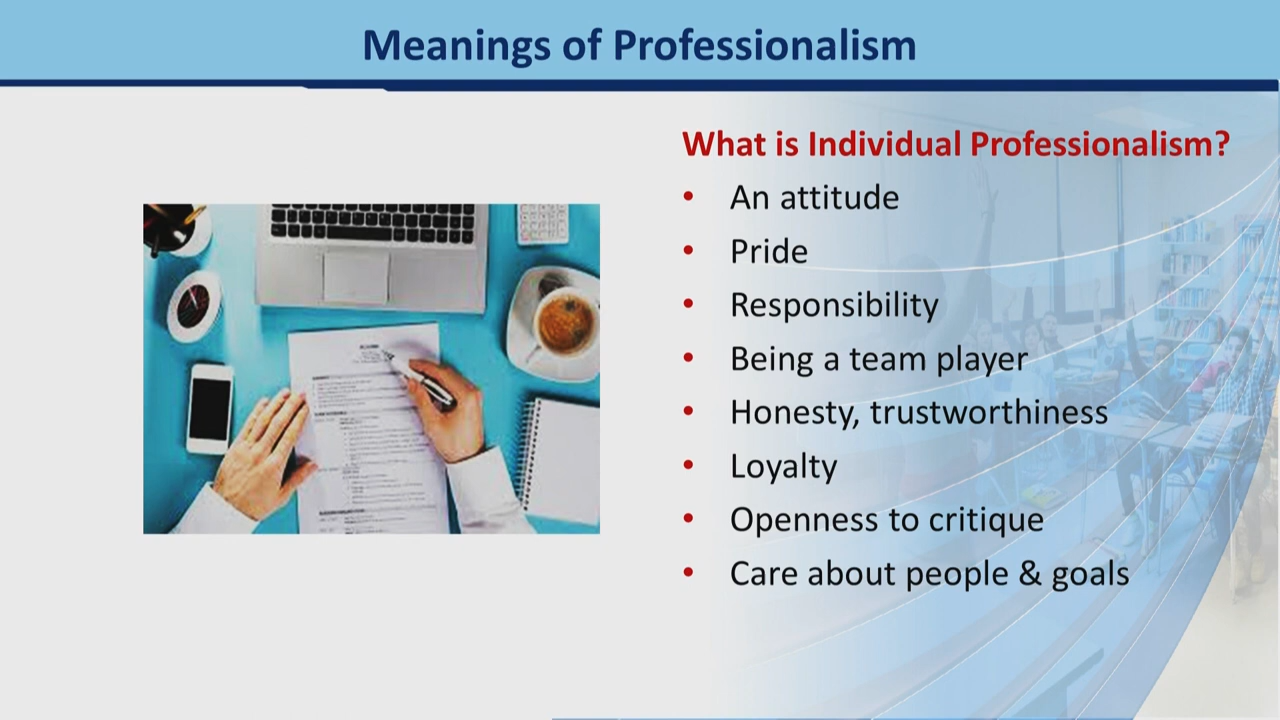 Meanings of Professionalism
What is Individual Professionalism?
• An attitude
• Pride
• Responsibility
• Being a team player
• Honesty, trustworthiness
• Loyalty
• Openness to critique
• Care about people & goals